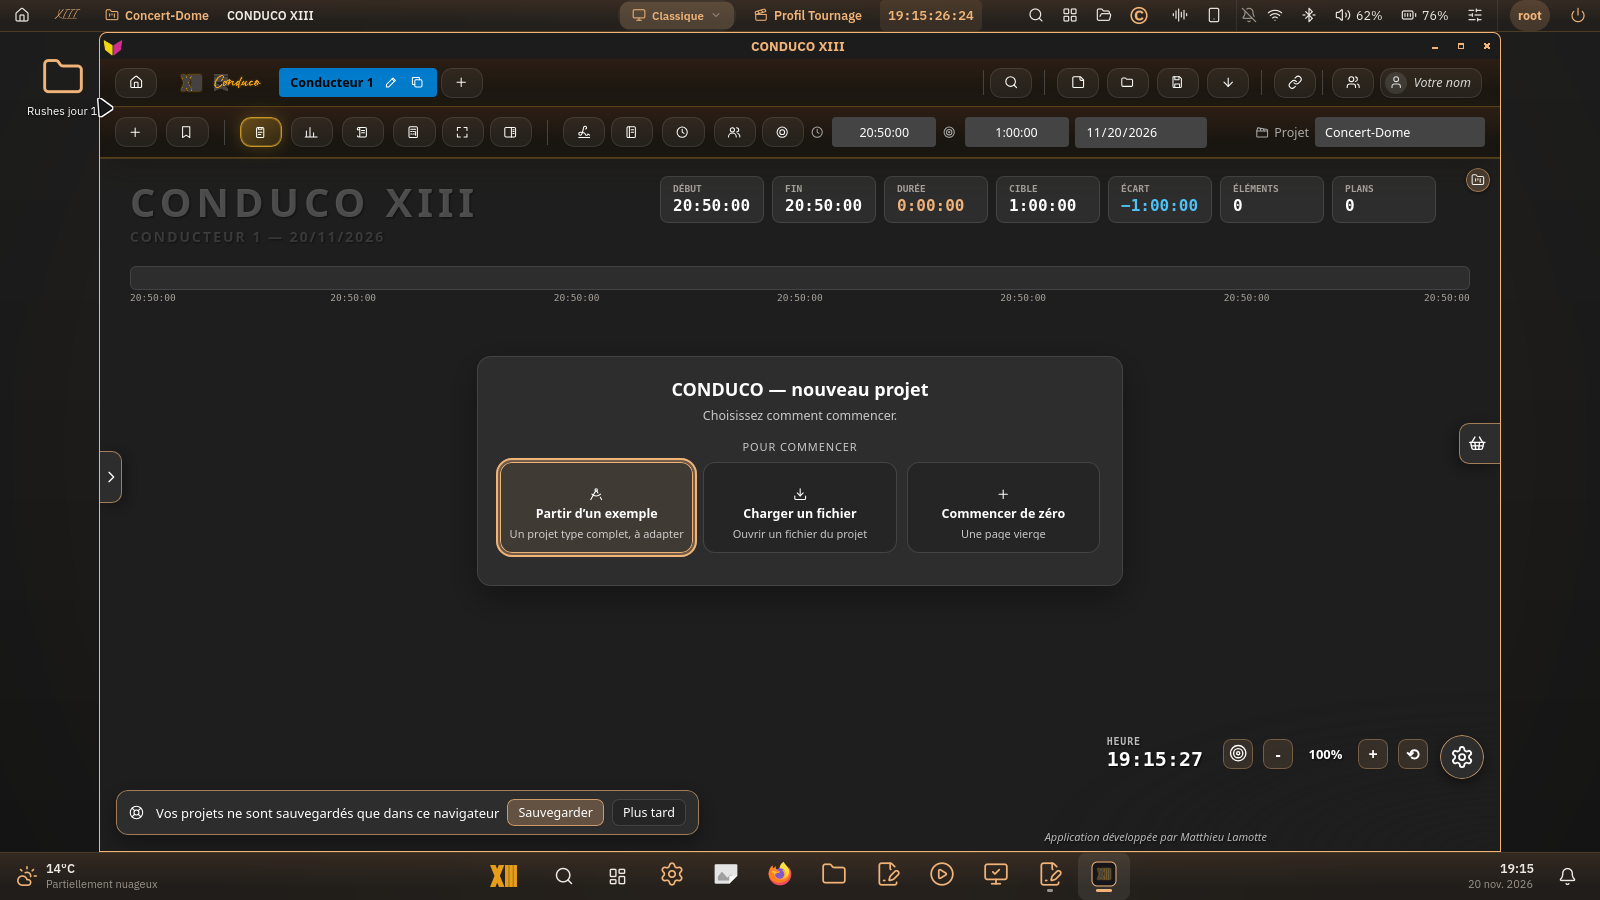 Concert-Dome CONDUCO XIII Classique Profil Tournage 19:15:26:24 62% 76% root
CONDUCO XIII
Rushes jour 1
Conduco Conducteur 1 Votre nom
20:50:00 1:00:00 11/20/2026 Projet Concert-Dome
CONDUCO XIII
CONDUCTEUR 1 — 20/11/2026
DÉBUT FIN DURÉE CIBLE ÉCART ÉLÉMENTS PLANS
20:50:00 20:50:00 0:00:00 1:00:00 −1:00:00 0 0
20:50:00 20:50:00 20:50:00 20:50:00 20:50:00 20:50:00 20:50:00
CONDUCO — nouveau projet
Choisissez comment commencer.
POUR COMMENCER
Partir d’un exemple
Un projet type complet, à adapter
Charger un fichier
Ouvrir un fichier du projet
Commencer de zéro
Une page vierge
HEURE
19:15:27 - 100% +
Vos projets ne sont sauvegardés que dans ce navigateur Sauvegarder Plus tard
Application développée par Matthieu Lamotte
14°C
Partiellement nuageux
XIII
19:15
20 nov. 2026